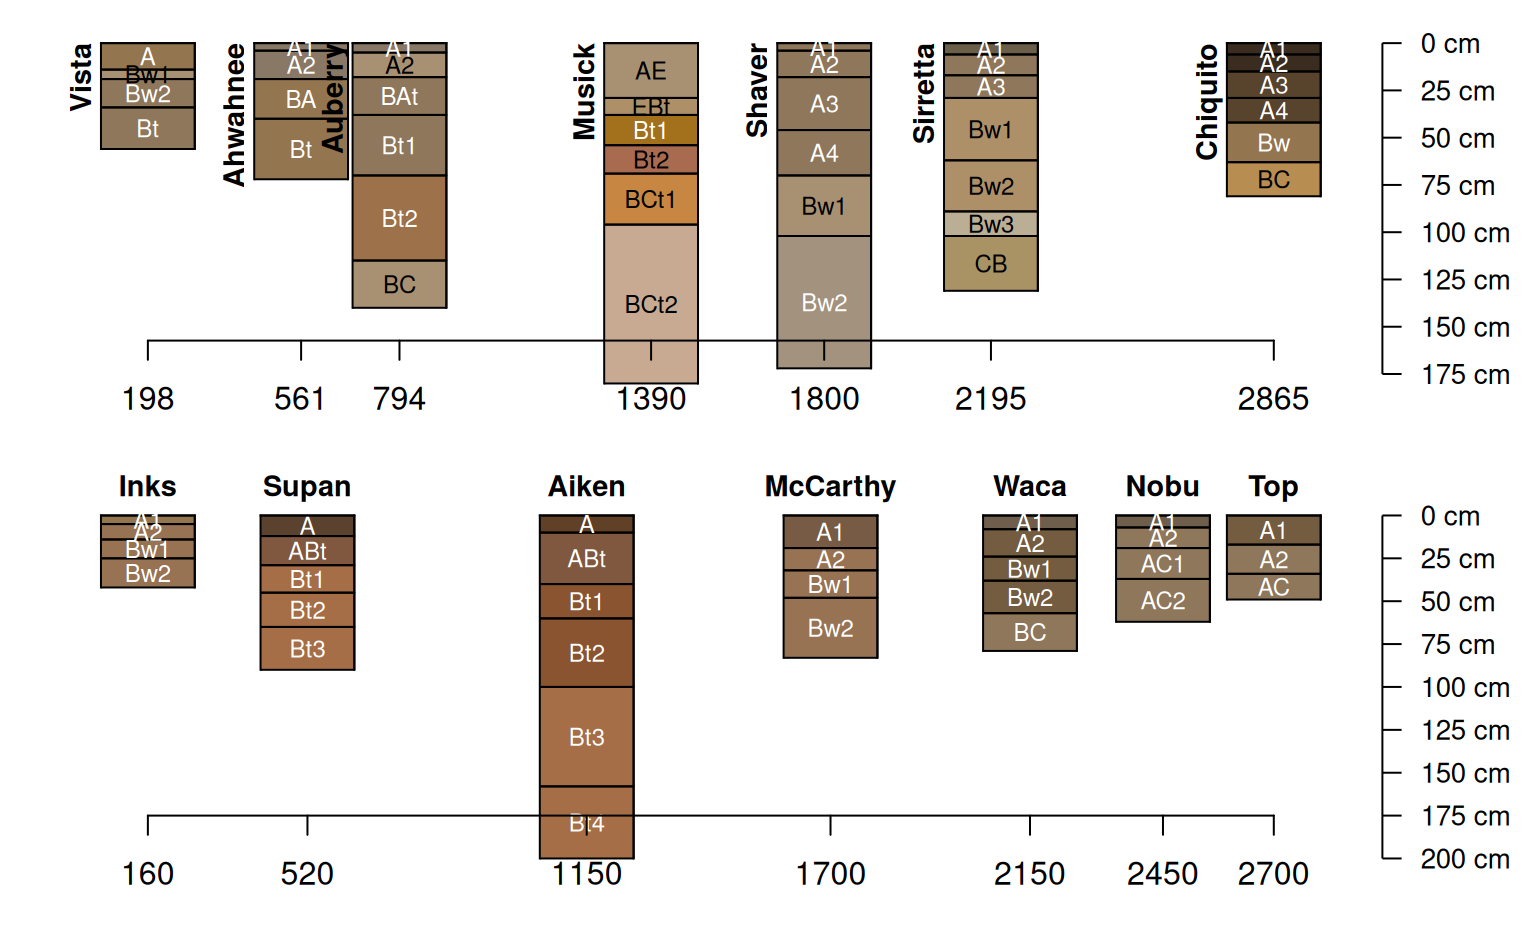 Vista
A
Bw1
Bw2
Bt
Ahwahnee
A1
A2
BA
Bt
Auberry
A1
A2
BAt
Bt1
Bt2
BC
Musick
AE
EBt
Bt1
Bt2
BCt1
BCt2
Shaver
A1
A2
A3
A4
Bw1
Bw2
Sirretta
A1
A2
A3
Bw1
Bw2
Bw3
CB
Chiquito
A1
A2
A3
A4
Bw
BC
0 cm
25 cm
50 cm
75 cm
100 cm
125 cm
150 cm
175 cm
198 561 794 1390 1800 2195 2865
Inks Supan Aiken McCarthy Waca Nobu Top
A1
A2
Bw1
Bw2
A
ABt
Bt1
Bt2
Bt3
A
ABt
Bt1
Bt2
Bt3
Bt4
A1
A2
Bw1
Bw2
A1
A2
Bw1
Bw2
BC
A1
A2
AC1
AC2
A1
A2
AC
0 cm
25 cm
50 cm
75 cm
100 cm
125 cm
150 cm
175 cm
200 cm
160 520 1150 1700 2150 2450 2700